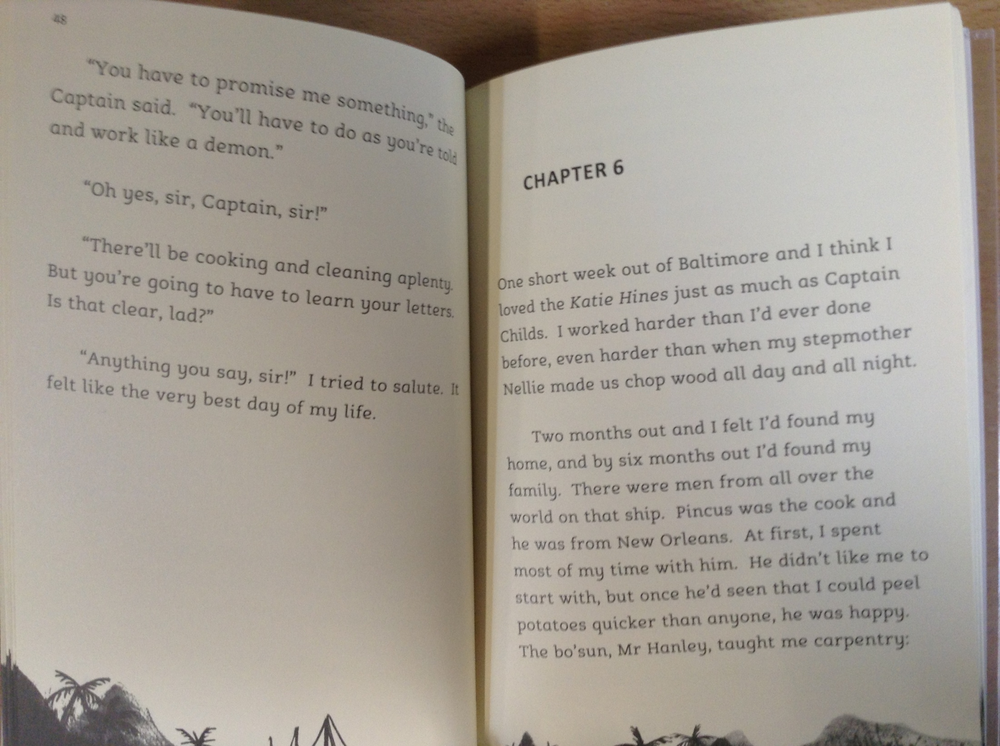 48
“You have to promise me something,” the
Captain said. “You’ll have to do as you’re told
and work like a demon.”
“Oh yes, sir, Captain, sir!”
“There’ll be cooking and cleaning aplenty.
But you’re going to have to learn your letters.
Is that clear, lad?”
“Anything you say, sir!” I tried to salute. It
felt like the very best day of my life.
CHAPTER 6
One short week out of Baltimore and I think I
loved the Katie Hines just as much as Captain
Childs. I worked harder than I’d ever done
before, even harder than when my stepmother
Nellie made us chop wood all day and all night.
Two months out and I felt I’d found my
home, and by six months out I’d found my
family. There were men from all over the
world on that ship. Pincus was the cook and
he was from New Orleans. At first, I spent
most of my time with him. He didn’t like me to
start with, but once he’d seen that I could peel
potatoes quicker than anyone, he was happy.
The bo’sun, Mr Hanley, taught me carpentry: